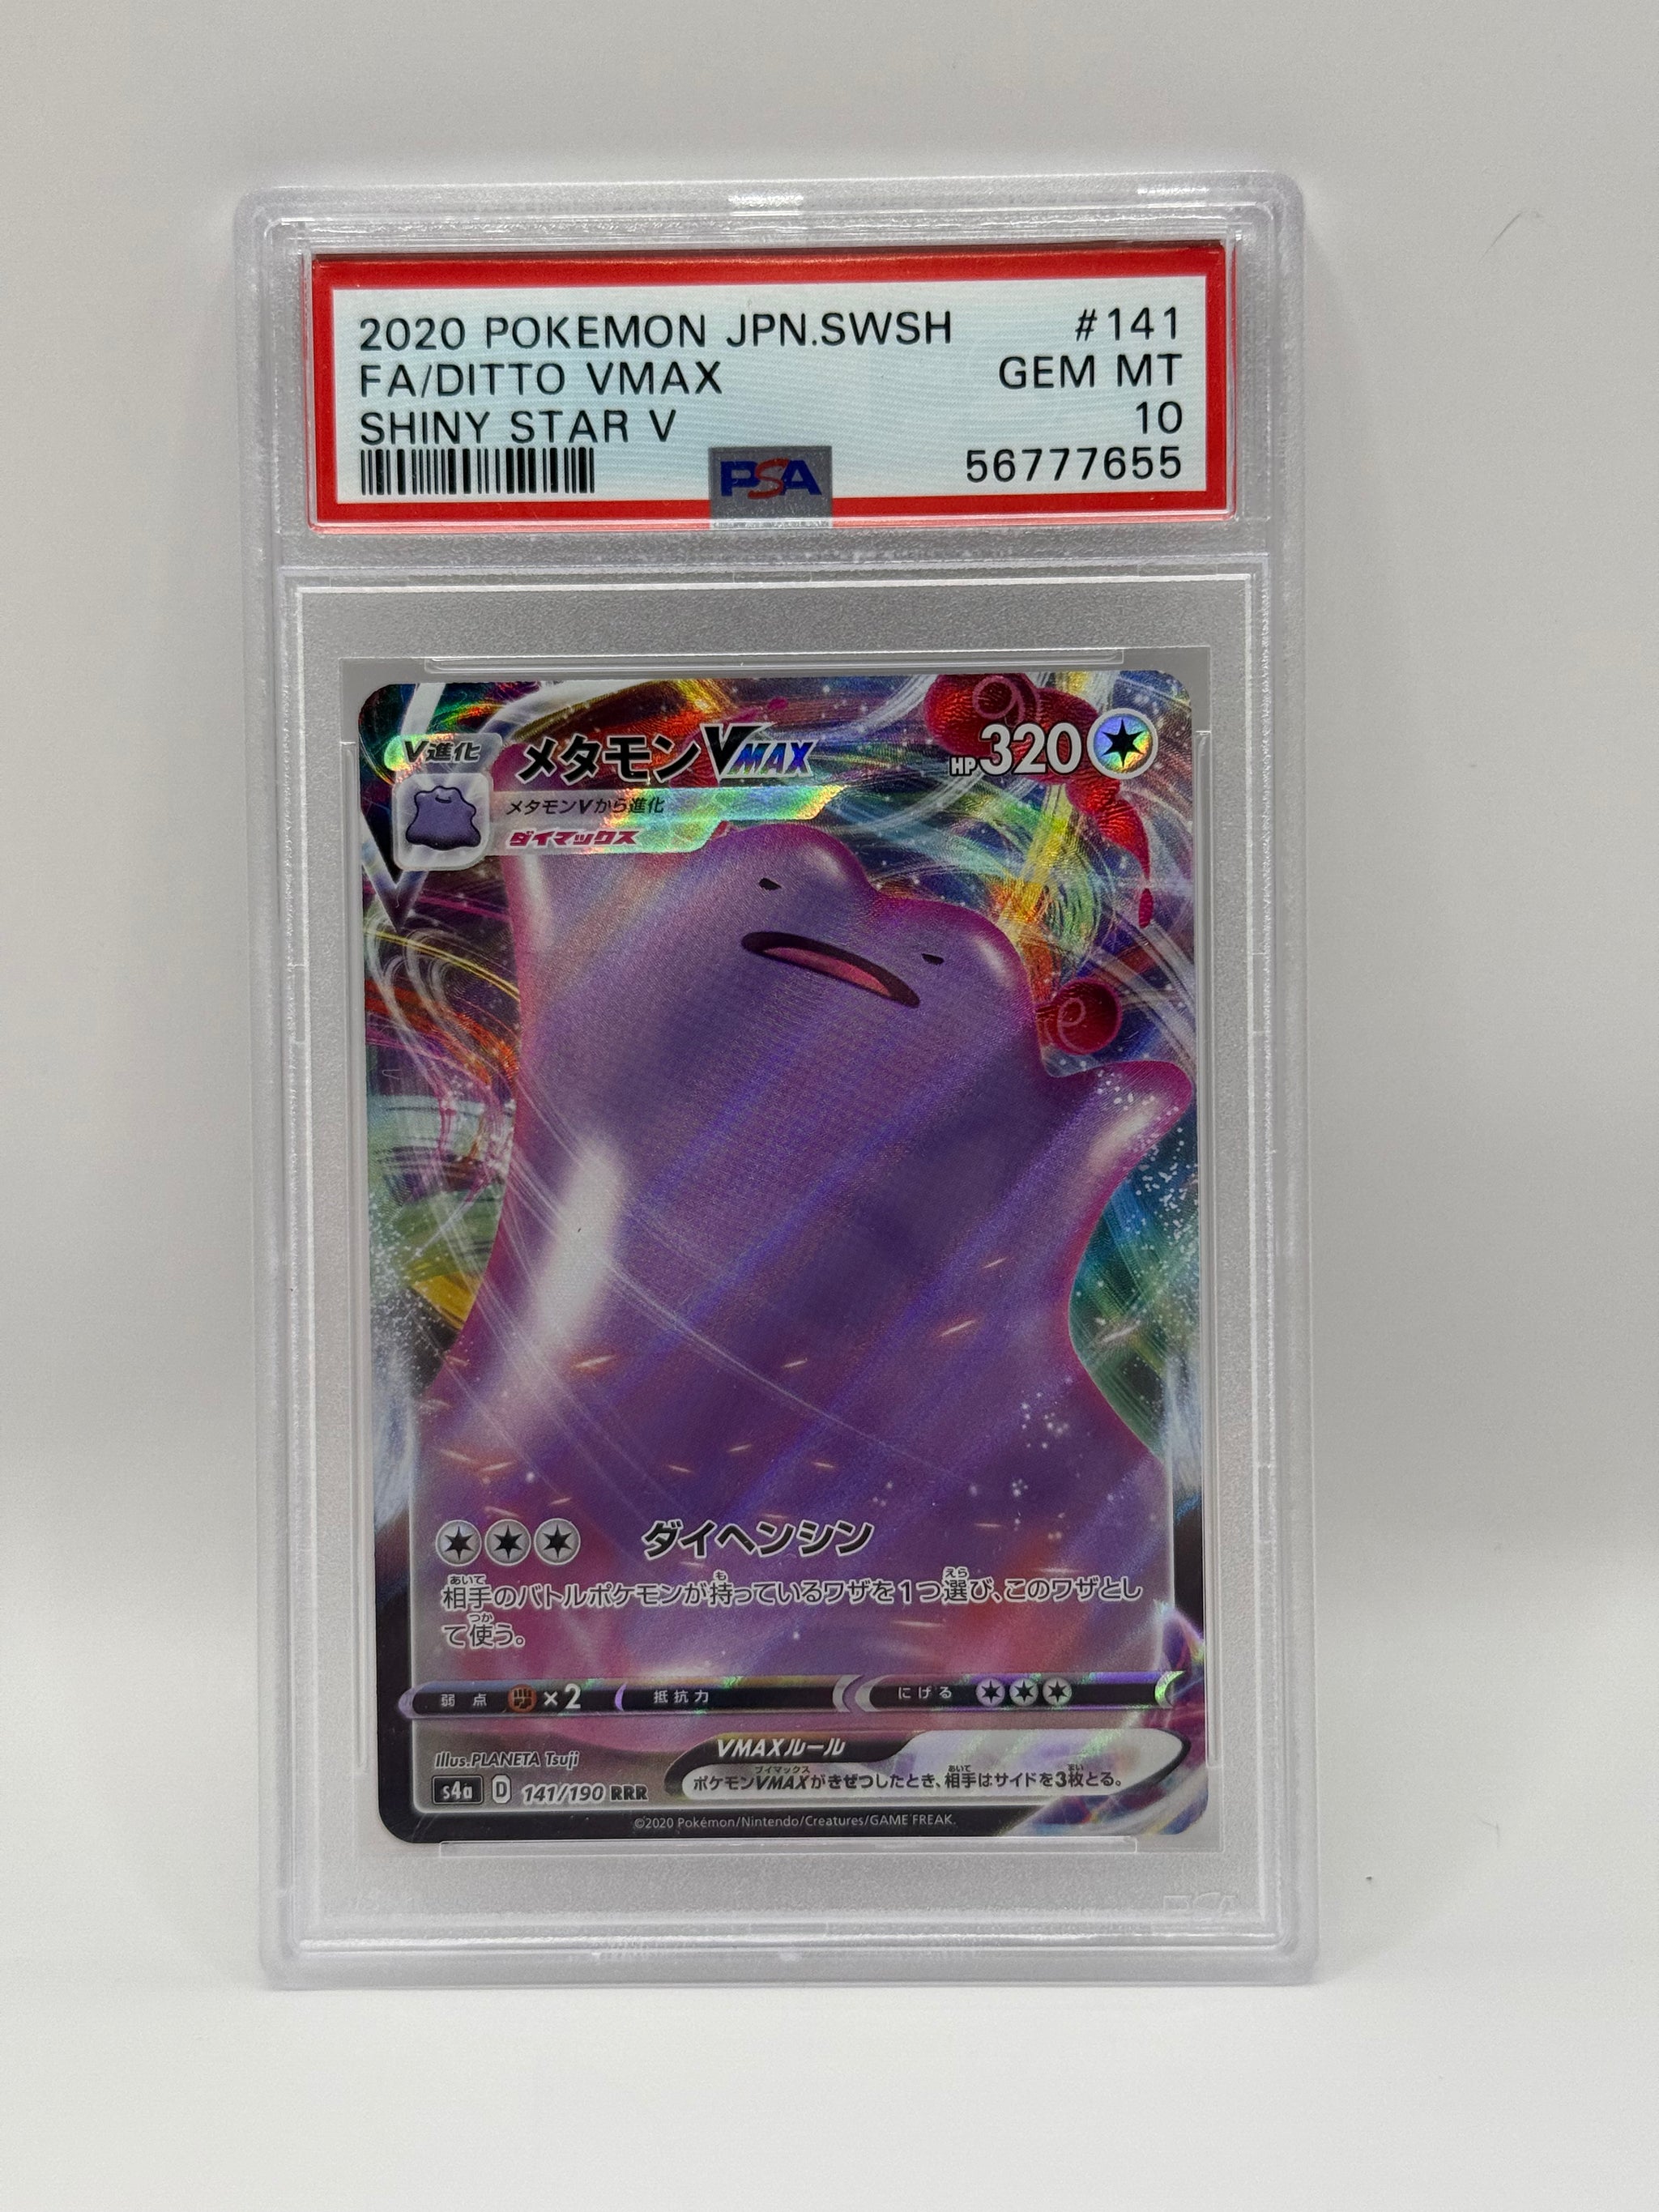 2020 POKEMON JPN.SWSH #141
FA/DITTO VMAX GEM MT
SHINY STAR V 10
56777655
PSA
V進化 メタモンVMAX HP320
メタモンVから進化
ダイマックス
ダイヘンシン
相手のバトルポケモンが持っているワザを1つ選び、このワザとし
て使う。
弱点 ×2 抵抗力 にげる
Illus.PLANETA Tsuji
VMAXルール
ポケモンVMAXがきぜつしたとき、相手はサイドを3枚とる。
s4a D 141/190 RRR
©2020 Pokémon/Nintendo/Creatures/GAME FREAK.